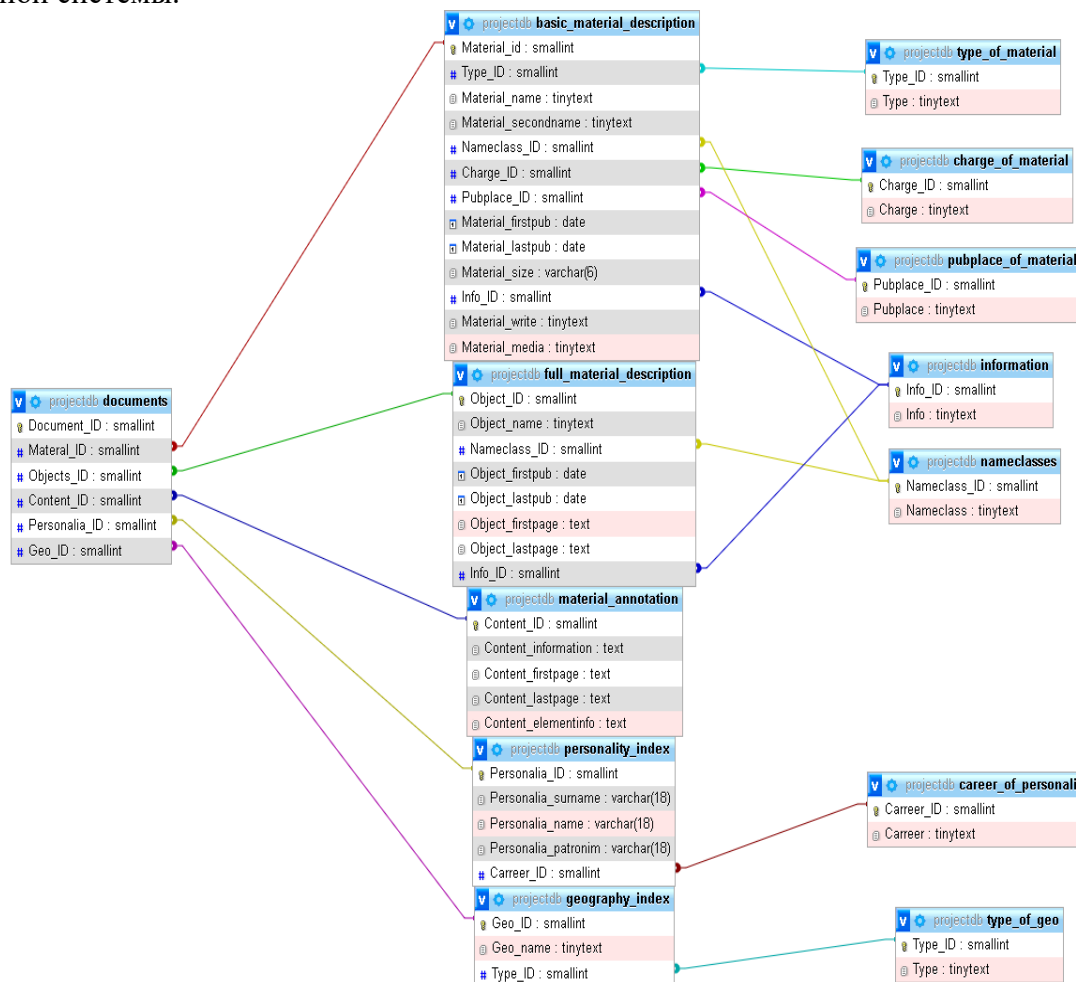 ной системы.
projectdb basic_material_description
Material_id : smallint
Type_ID : smallint
Material_name : tinytext
Material_secondname : tinytext
Nameclass_ID : smallint
Charge_ID : smallint
Pubplace_ID : smallint
Material_firstpub : date
Material_lastpub : date
Material_size : varchar(6)
Info_ID : smallint
Material_write : tinytext
Material_media : tinytext
projectdb type_of_material
Type_ID : smallint
Type : tinytext
projectdb charge_of_material
Charge_ID : smallint
Charge : tinytext
projectdb pubplace_of_material
Pubplace_ID : smallint
Pubplace : tinytext
projectdb information
Info_ID : smallint
Info : tinytext
projectdb nameclasses
Nameclass_ID : smallint
Nameclass : tinytext
projectdb documents
Document_ID : smallint
Materal_ID : smallint
Objects_ID : smallint
Content_ID : smallint
Personalia_ID : smallint
Geo_ID : smallint
projectdb full_material_description
Object_ID : smallint
Object_name : tinytext
Nameclass_ID : smallint
Object_firstpub : date
Object_lastpub : date
Object_firstpage : text
Object_lastpage : text
Info_ID : smallint
projectdb material_annotation
Content_ID : smallint
Content_information : text
Content_firstpage : text
Content_lastpage : text
Content_elementinfo : text
projectdb personality_index
Personalia_ID : smallint
Personalia_surname : varchar(18)
Personalia_name : varchar(18)
Personalia_patronim : varchar(18)
Carreer_ID : smallint
projectdb career_of_personali
Carreer_ID : smallint
Carreer : tinytext
projectdb geography_index
Geo_ID : smallint
Geo_name : tinytext
Type_ID : smallint
projectdb type_of_geo
Type_ID : smallint
Type : tinytext